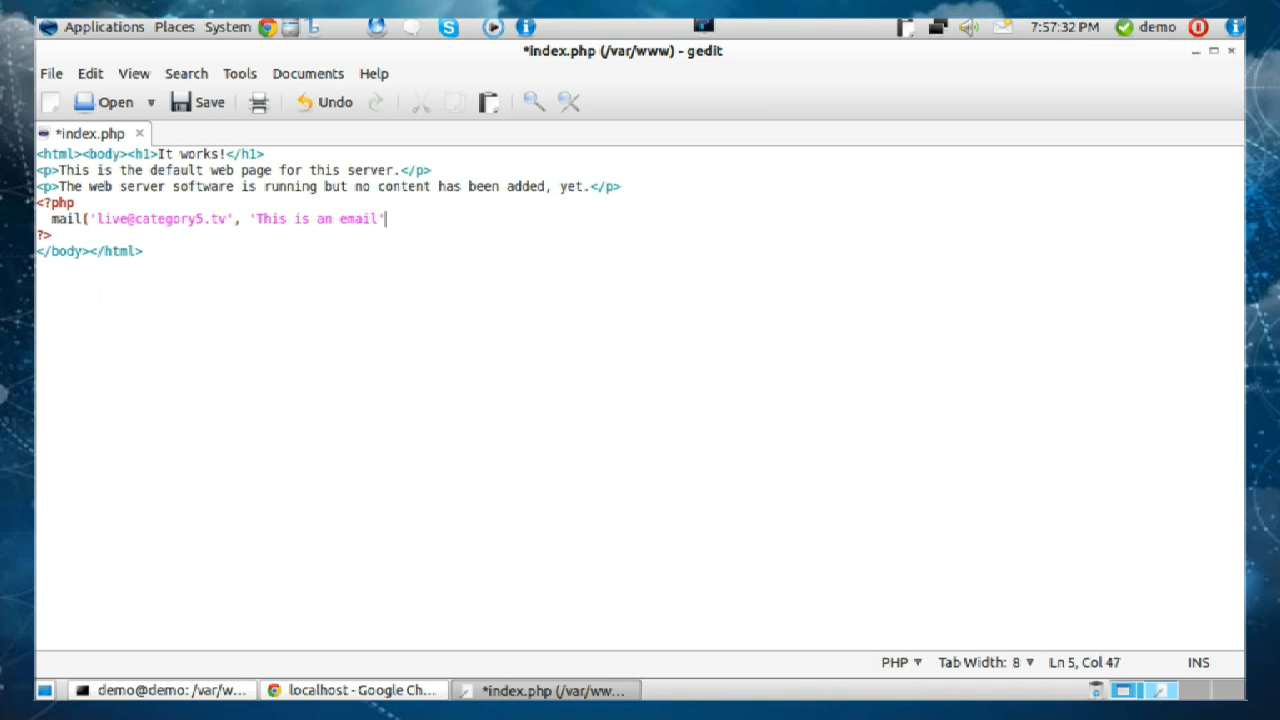 Applications Places System 7:57:32 PM demo
*index.php (/var/www) - gedit
File Edit View Search Tools Documents Help
Open Save Undo
*index.php
<html><body><h1>It works!</h1>
<p>This is the default web page for this server.</p>
<p>The web server software is running but no content has been added, yet.</p>
<?php
mail('live@category5.tv', 'This is an email'
?>
</body></html>
PHP Tab Width: 8 Ln 5, Col 47 INS
demo@demo: /var/w... localhost - Google Ch... *index.php (/var/ww...